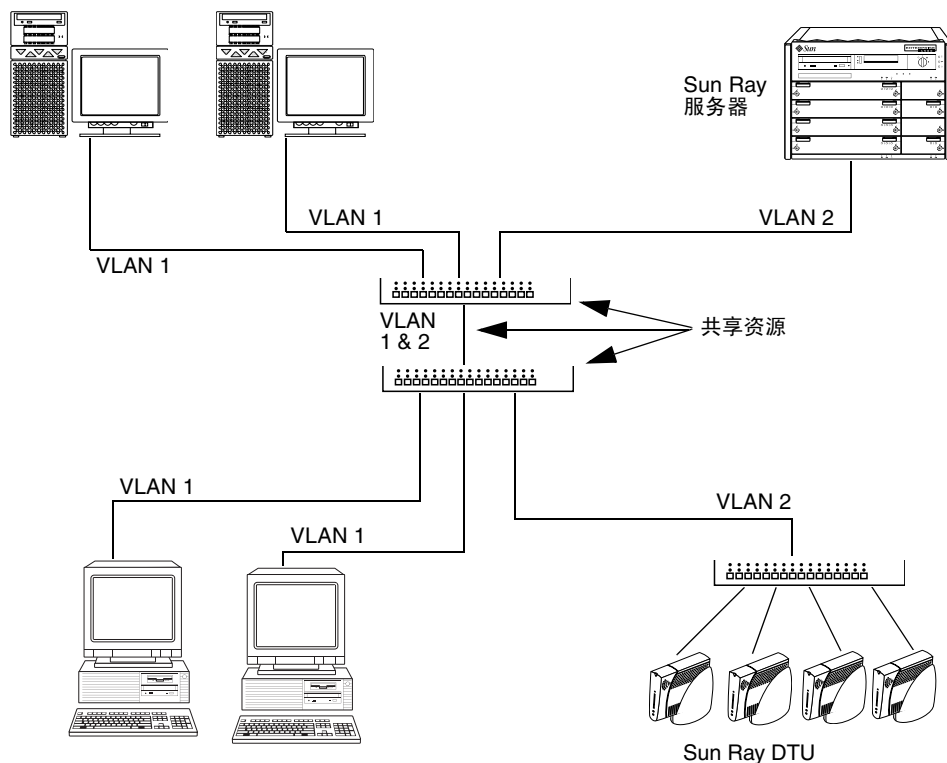 Sun
Sun Ray
服务器
VLAN 1
VLAN 2
VLAN 1
VLAN
1 & 2
共享资源
VLAN 1
VLAN 2
VLAN 1
Sun Ray DTU